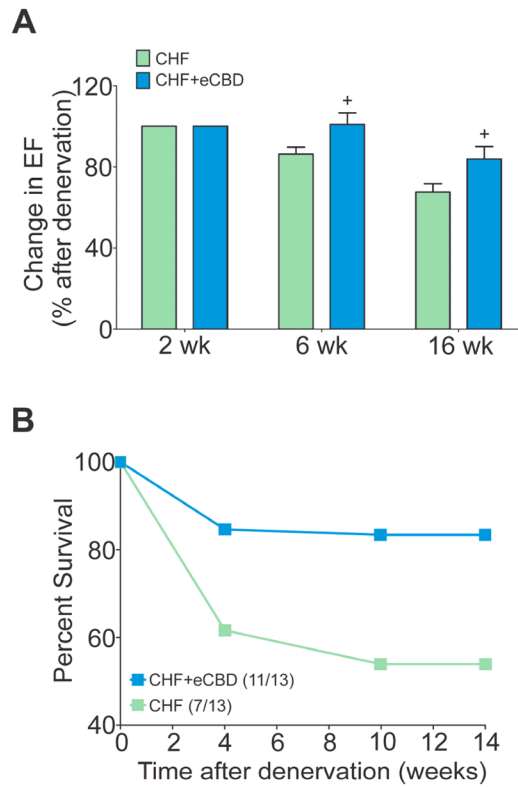 A
CHF
CHF+eCBD
Change in EF
(% after denervation)
120
80
40
0
+
+
2 wk
6 wk
16 wk
B
Percent Survival
100
80
60
40
CHF+eCBD (11/13)
CHF (7/13)
0
2
4
6
8
10
12
14
Time after denervation (weeks)